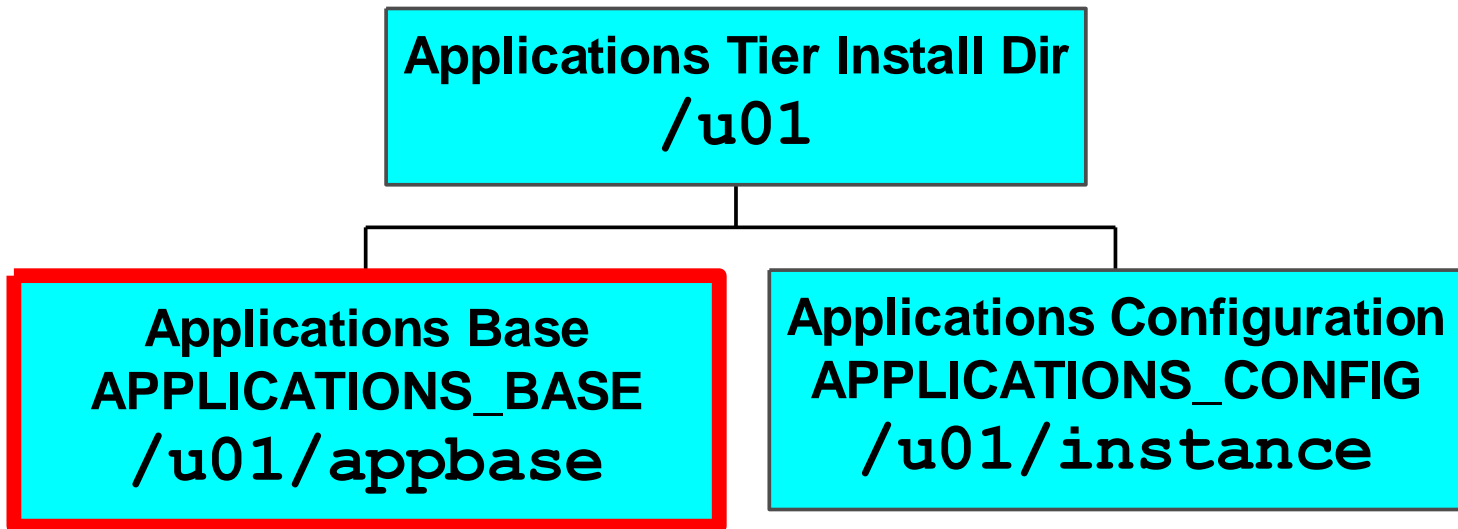 Applications Tier Install Dir
/u01
Applications Base
APPLICATIONS_BASE
/u01/appbase
Applications Configuration
APPLICATIONS_CONFIG
/u01/instance